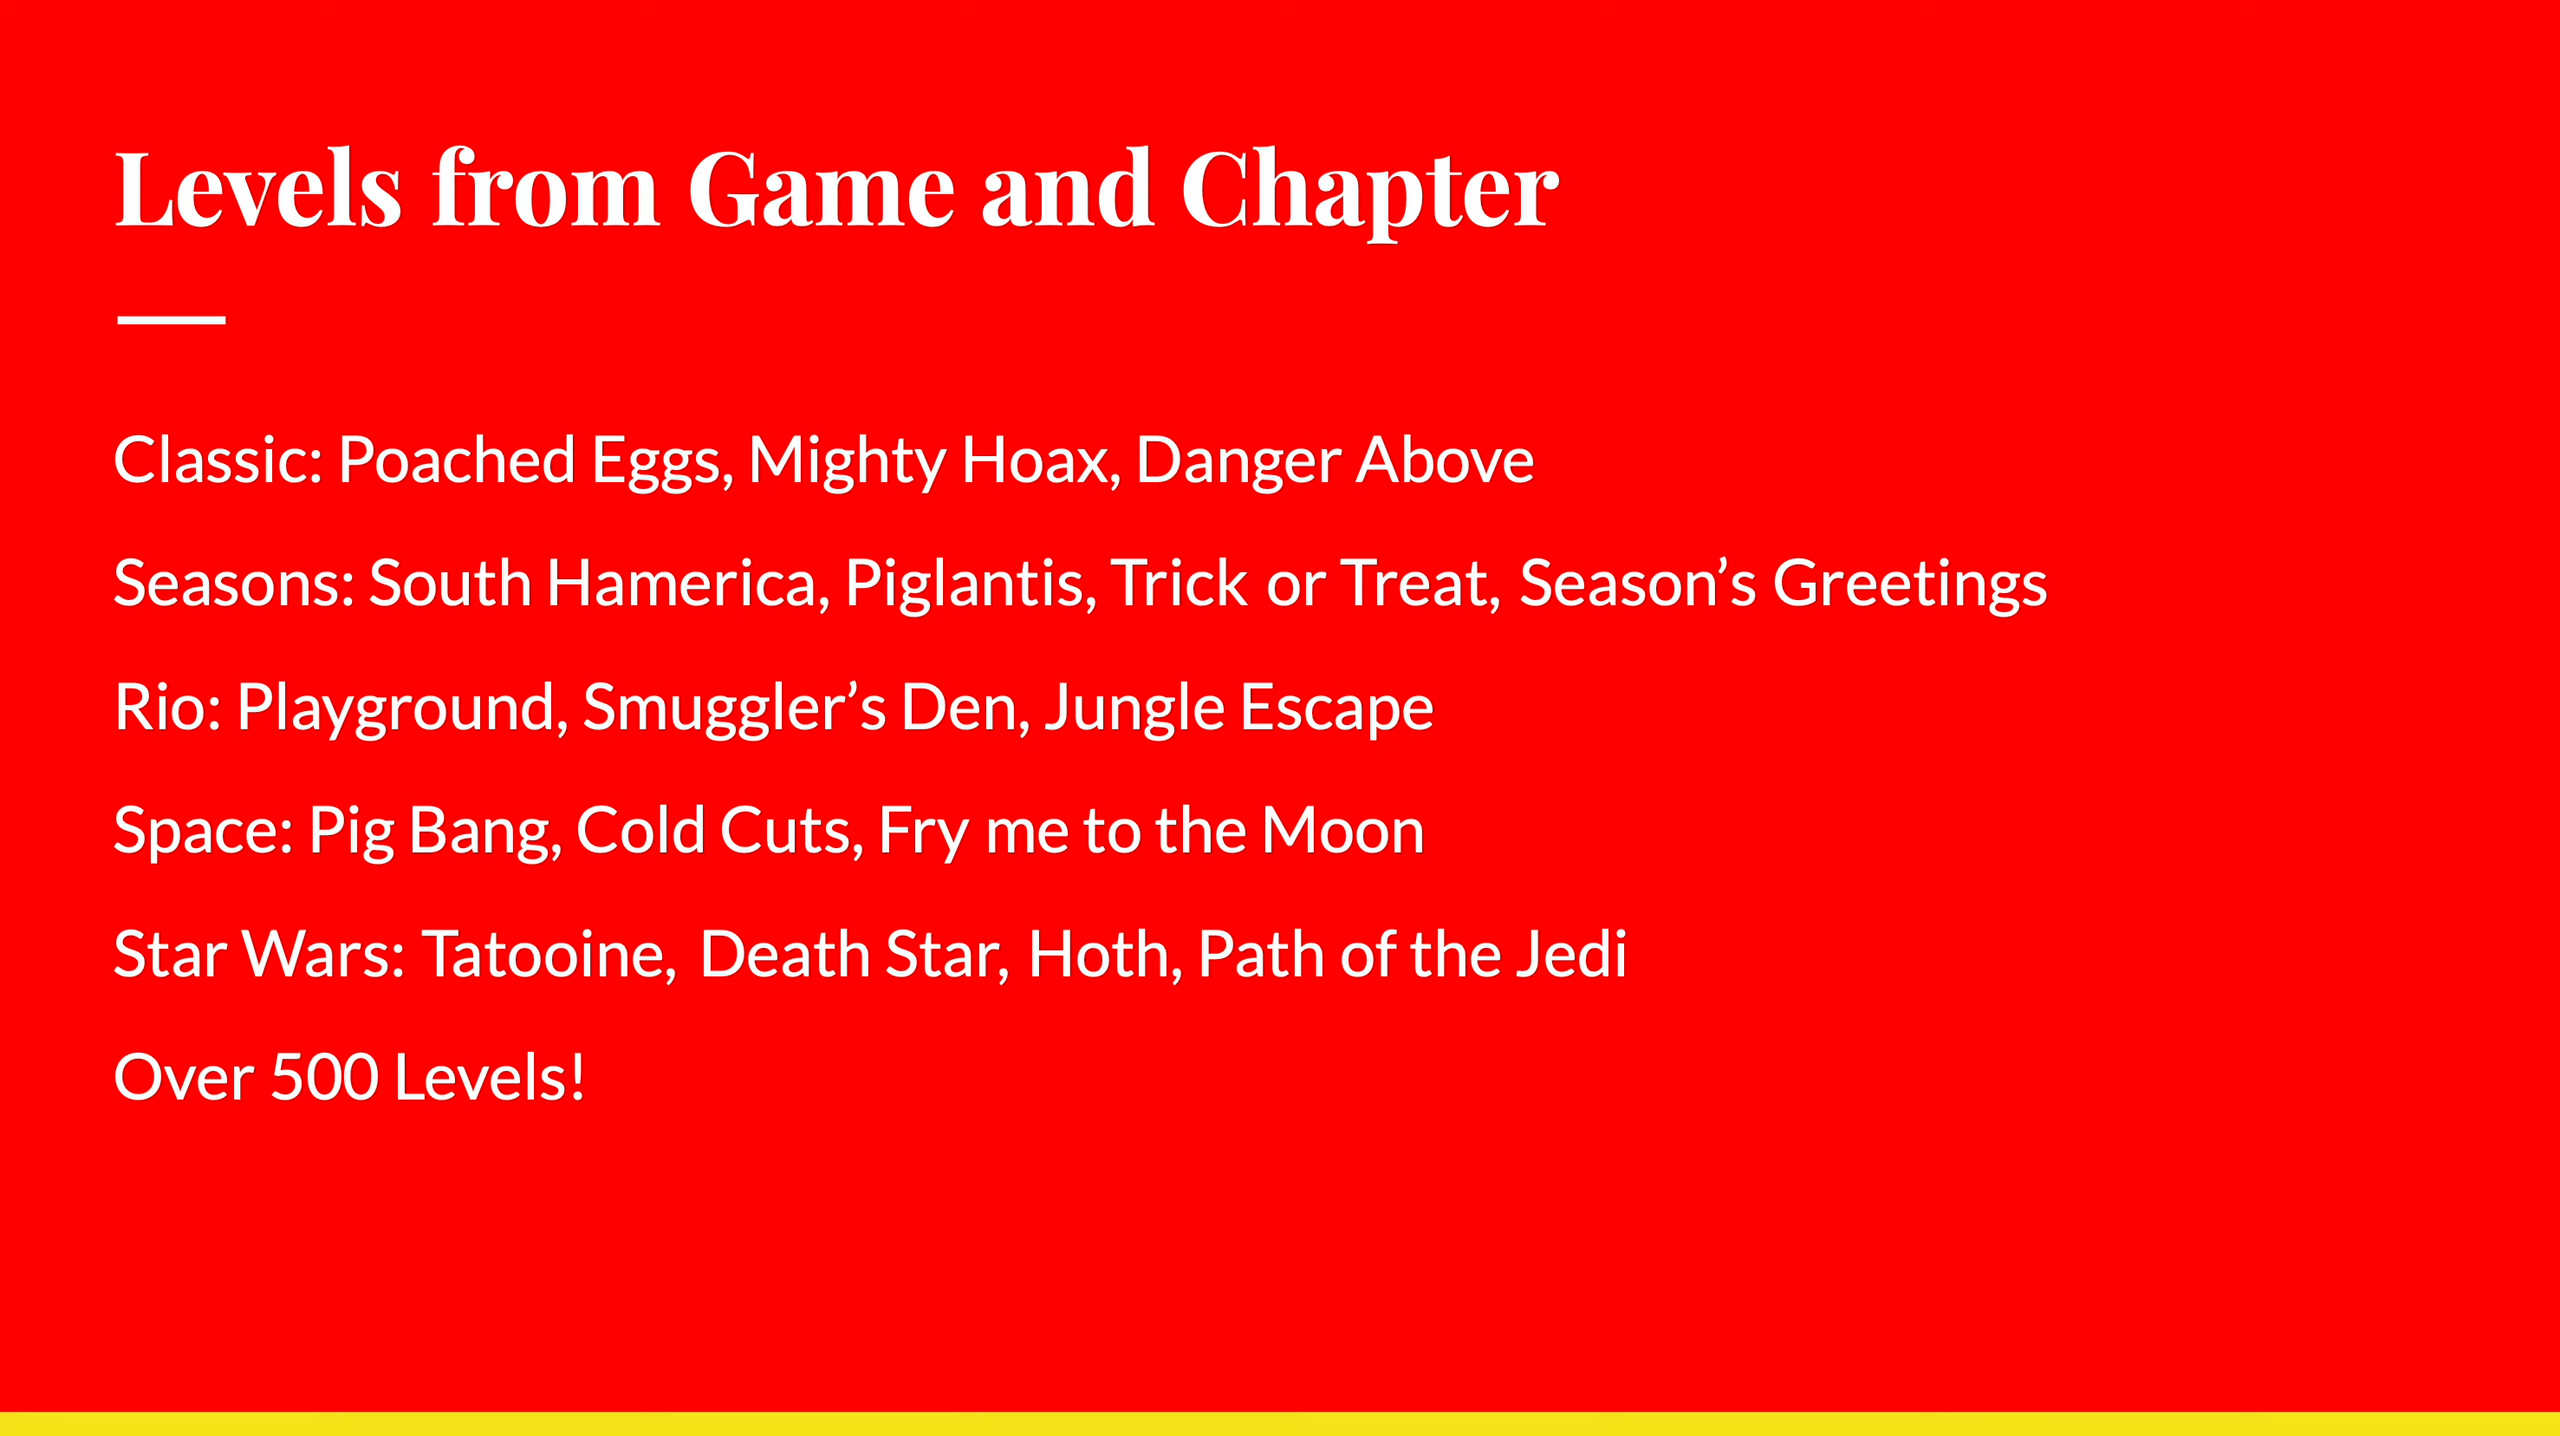 Levels from Game and Chapter
Classic: Poached Eggs, Mighty Hoax, Danger Above
Seasons: South Hamerica, Piglantis, Trick or Treat, Season’s Greetings
Rio: Playground, Smuggler’s Den, Jungle Escape
Space: Pig Bang, Cold Cuts, Fry me to the Moon
Star Wars: Tatooine, Death Star, Hoth, Path of the Jedi
Over 500 Levels!